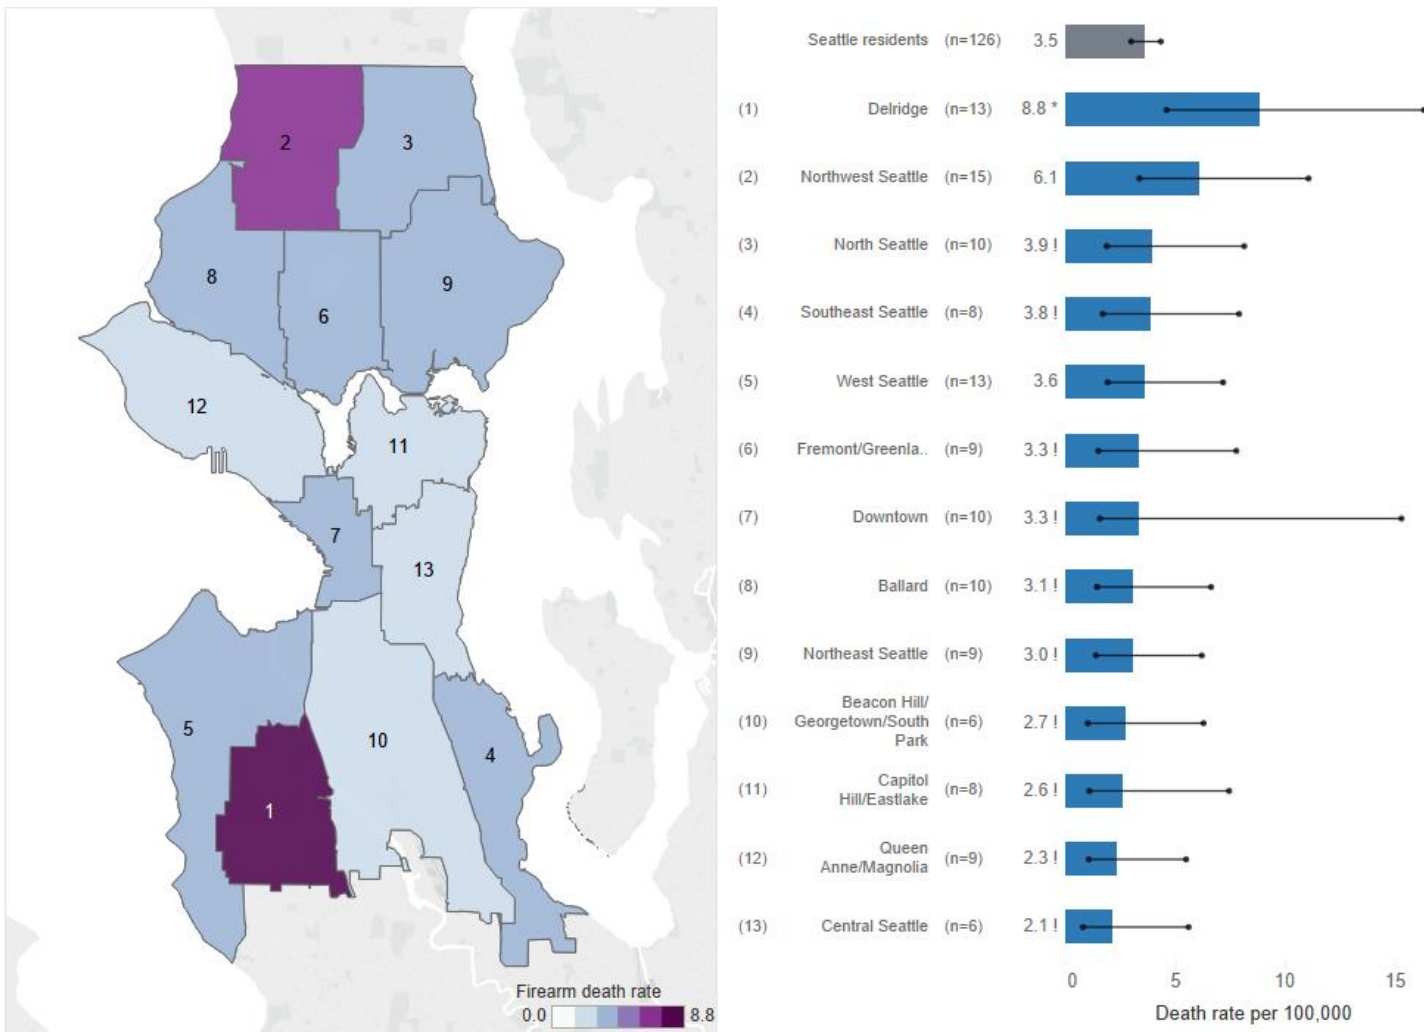 2
3
8
6
9
12
11
7
13
5
10
4
1
Firearm death rate
0.0 8.8
Seattle residents (n=126) 3.5
(1) Delridge (n=13) 8.8 *
(2) Northwest Seattle (n=15) 6.1
(3) North Seattle (n=10) 3.9 !
(4) Southeast Seattle (n=8) 3.8 !
(5) West Seattle (n=13) 3.6
(6) Fremont/Greenla.. (n=9) 3.3 !
(7) Downtown (n=10) 3.3 !
(8) Ballard (n=10) 3.1 !
(9) Northeast Seattle (n=9) 3.0 !
Beacon Hill/
(10) Georgetown/South (n=6) 2.7 !
Park
Capitol
(11) Hill/Eastlake (n=8) 2.6 !
Queen
(12) Anne/Magnolia (n=9) 2.3 !
(13) Central Seattle (n=6) 2.1 !
0 5 10 15
Death rate per 100,000